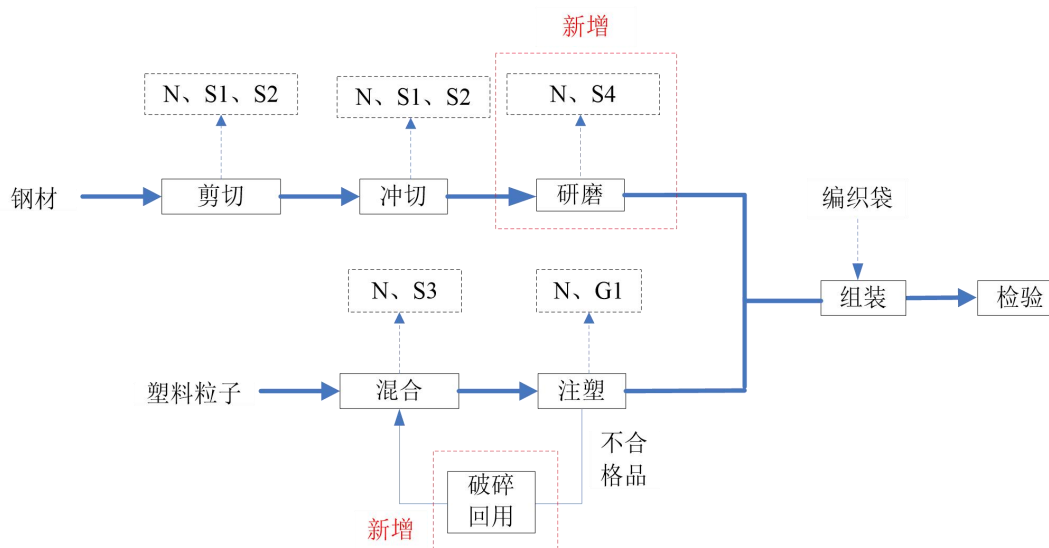 新增
N、S1、S2
N、S1、S2
N、S4
钢材
剪切
冲切
研磨
编织袋
N、S3
N、G1
组装
检验
塑料粒子
混合
注塑
不合
格品
破碎
回用
新增